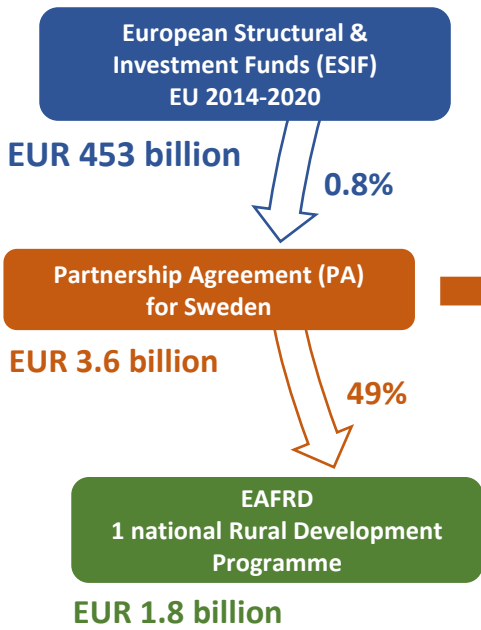 European Structural &
Investment Funds (ESIF)
EU 2014-2020
EUR 453 billion
0.8%
Partnership Agreement (PA)
for Sweden
EUR 3.6 billion
49%
EAFRD
1 national Rural Development
Programme
EUR 1.8 billion